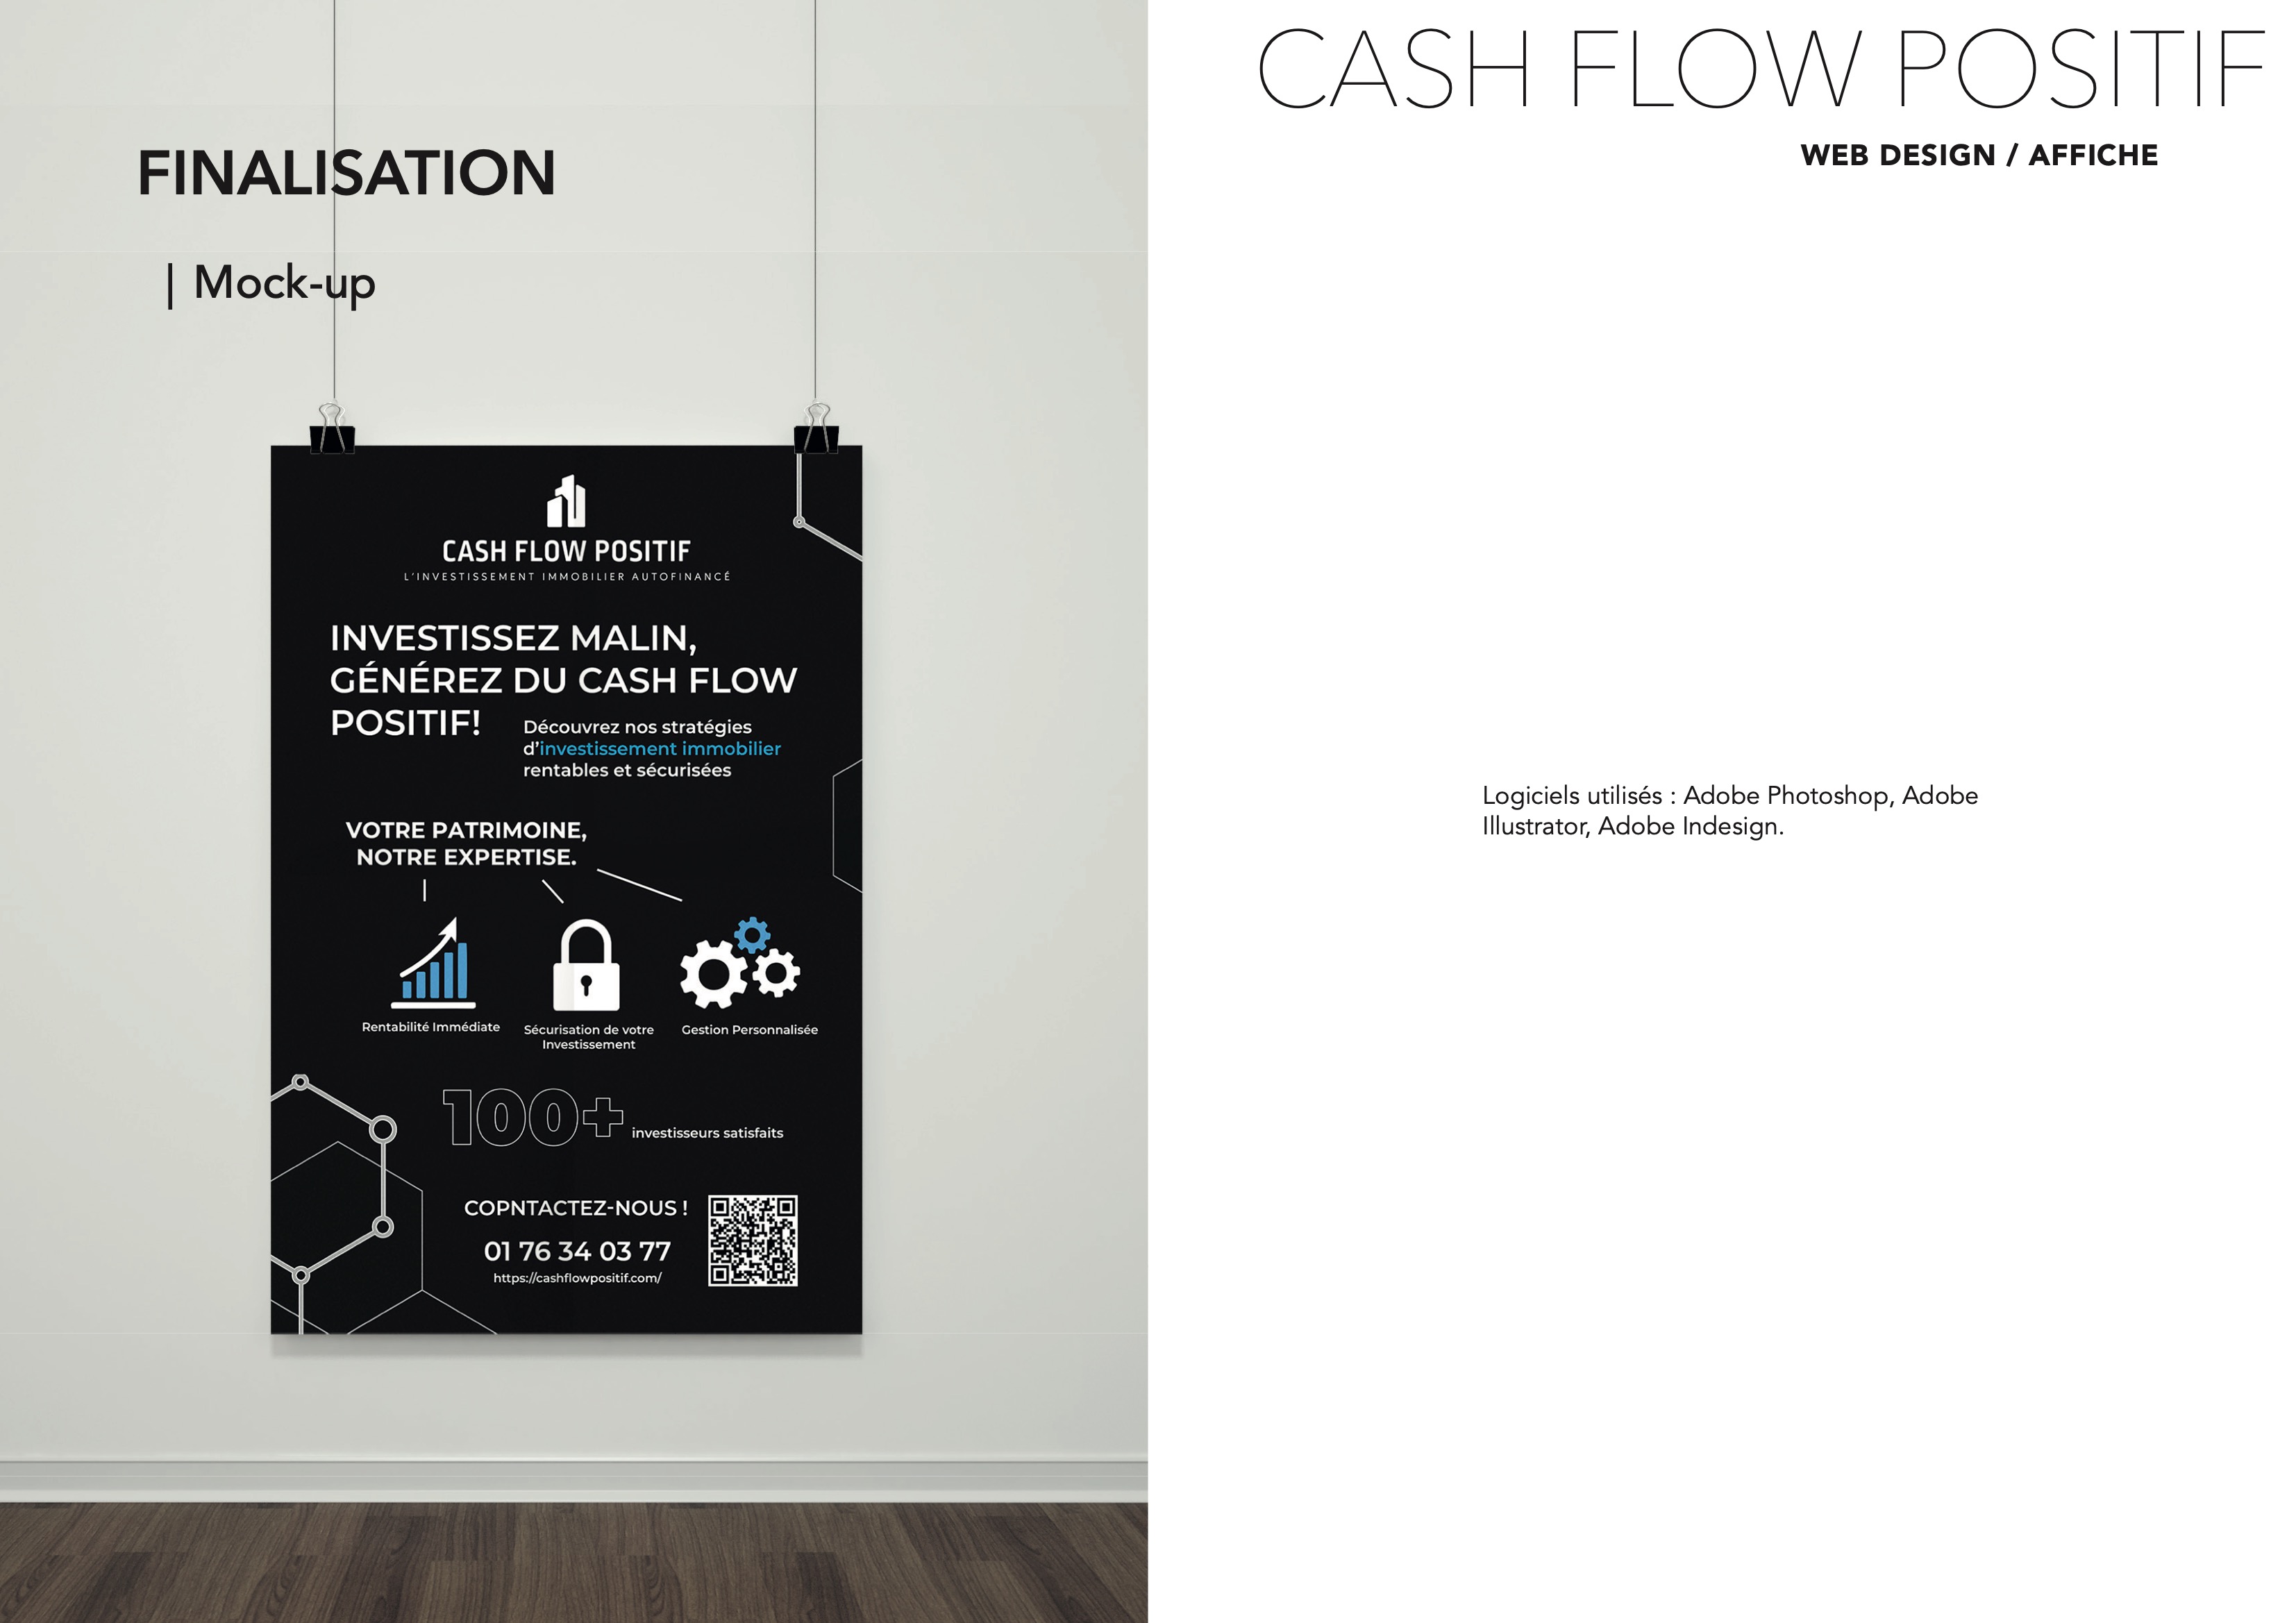 FINALISATION
| Mock-up
CASH FLOW POSITIF
L'INVESTISSEMENT IMMOBILIER AUTOFINANCÉ
INVESTISSEZ MALIN,
GÉNÉREZ DU CASH FLOW
POSITIF!
Découvrez nos stratégies
d'investissement immobilier
rentables et sécurisées
VOTRE PATRIMOINE,
NOTRE EXPERTISE.
Rentabilité Immédiate
Sécurisation de votre
Investissement
Gestion Personnalisée
100+ investisseurs satisfaits
COPNTACTEZ-NOUS !
01 76 34 03 77
https://cashflowpositif.com/
CASH FLOW POSITIF
WEB DESIGN / AFFICHE
Logiciels utilisés : Adobe Photoshop, Adobe
Illustrator, Adobe Indesign.